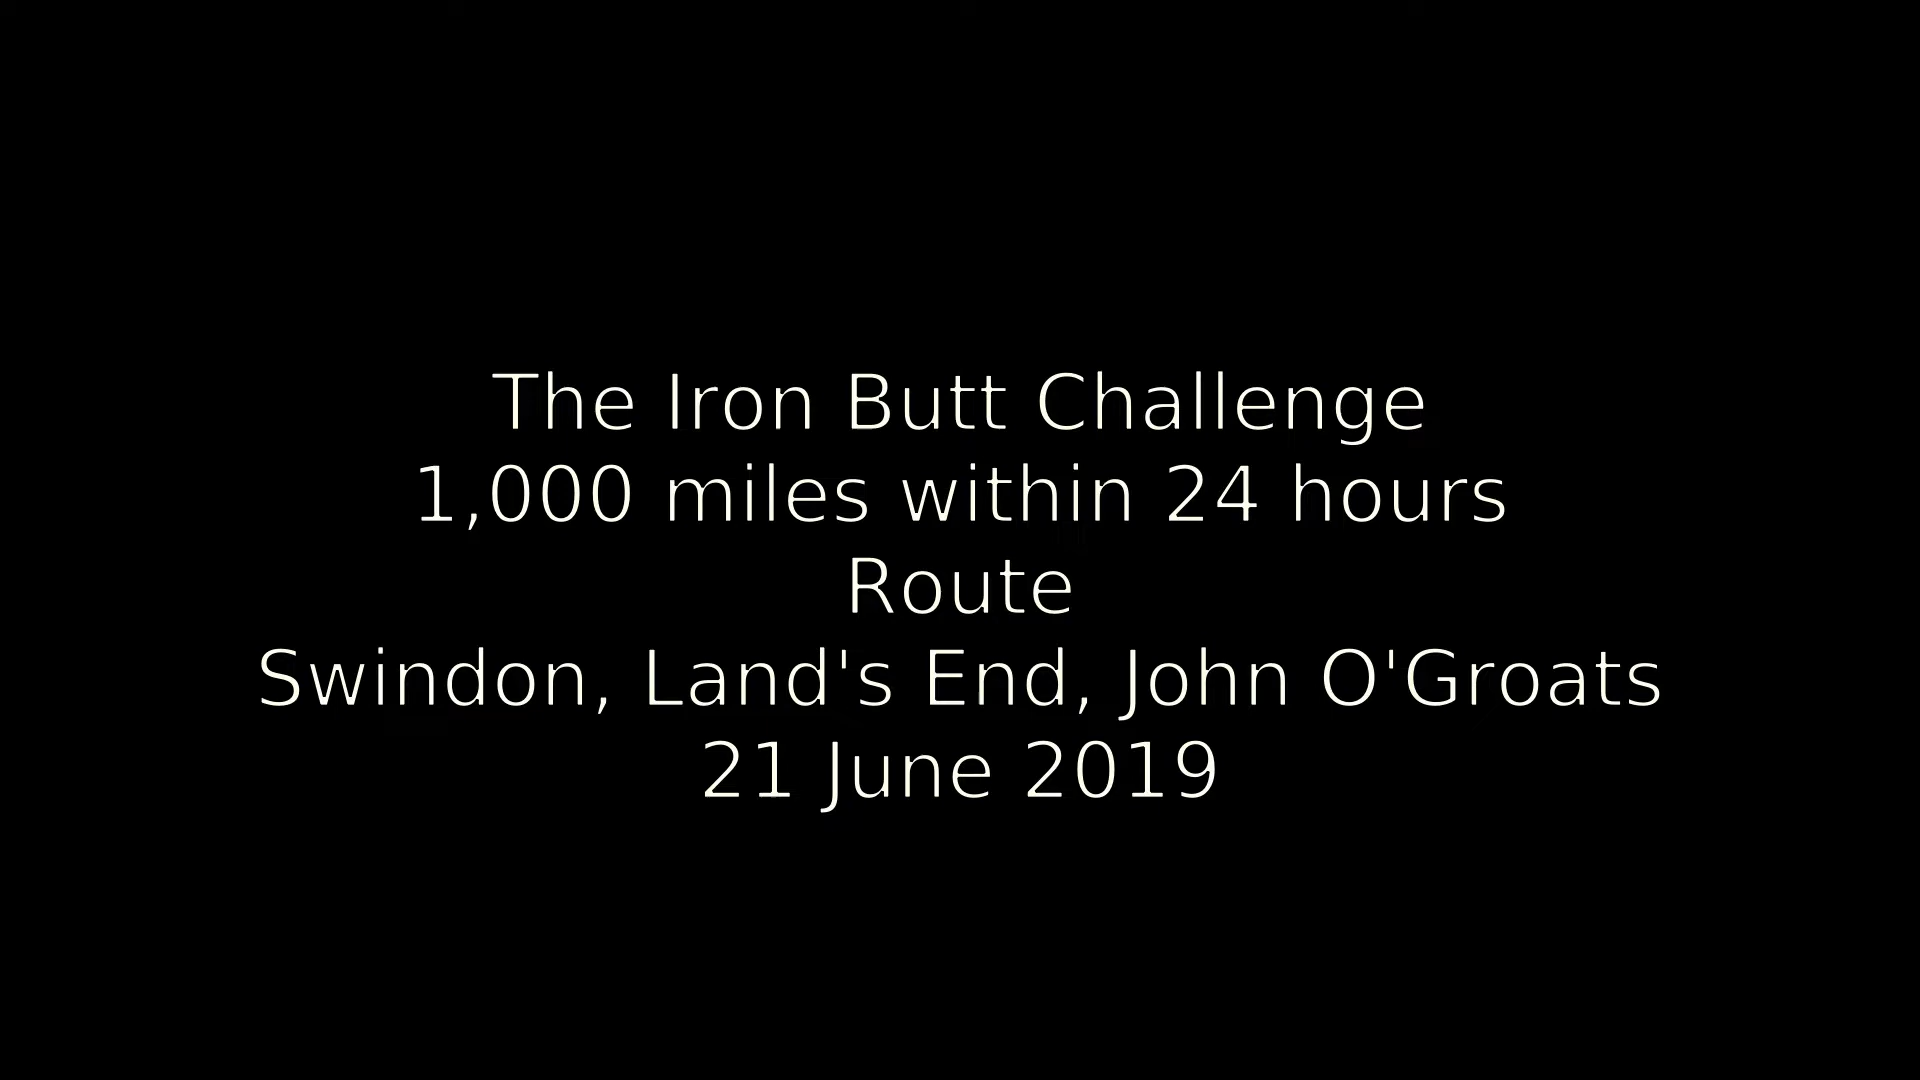 The Iron Butt Challenge
1,000 miles within 24 hours
Route
Swindon, Land's End, John O'Groats
21 June 2019